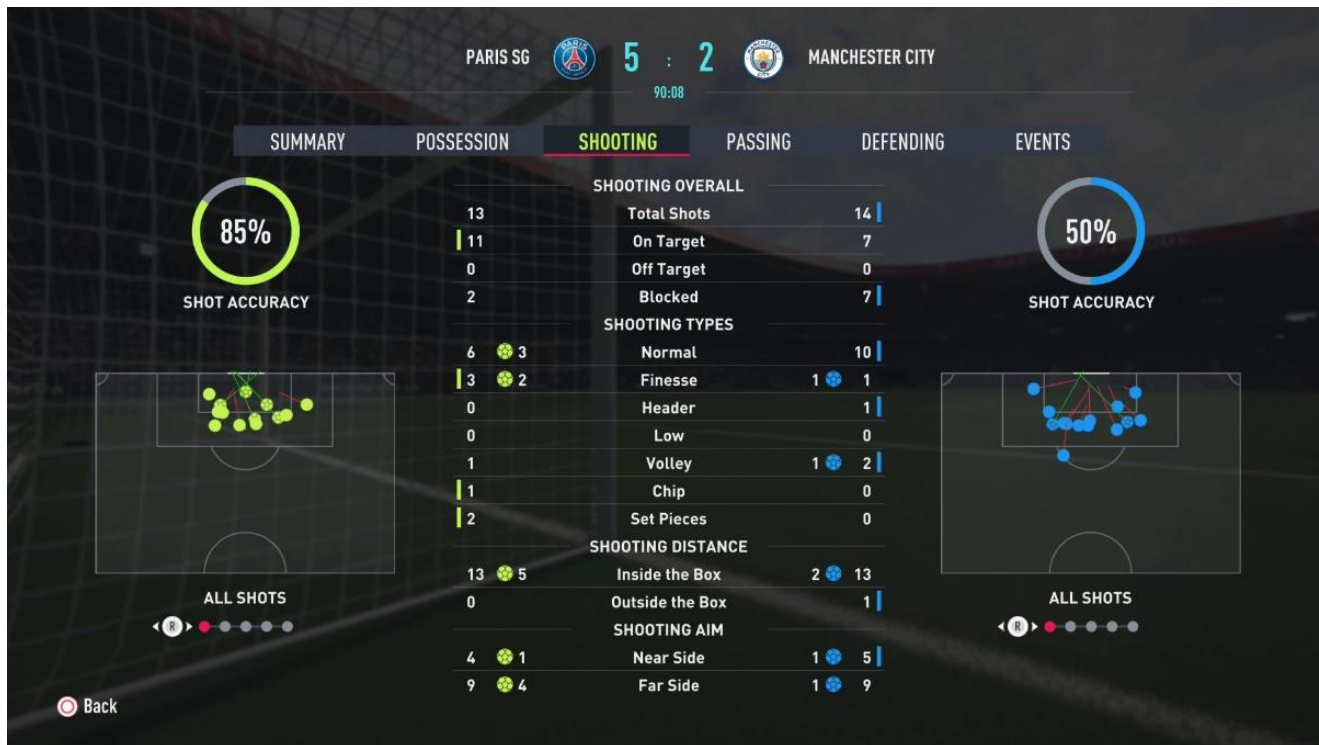 PARIS SG PARIS 5 : 2 MANCHESTER CITY MANCHESTER CITY
90:08
SUMMARY POSSESSION SHOOTING PASSING DEFENDING EVENTS
SHOOTING OVERALL
13 Total Shots 14
11 On Target 7
0 Off Target 0
2 Blocked 7
85%
SHOT ACCURACY
50%
SHOT ACCURACY
SHOOTING TYPES
6 3 Normal 10
3 2 Finesse 1 1
0 Header 1
0 Low 0
1 Volley 1 2
1 Chip 0
2 Set Pieces 0
SHOOTING DISTANCE
13 5 Inside the Box 2 13
0 Outside the Box 1
SHOOTING AIM
4 1 Near Side 1 5
9 4 Far Side 1 9
ALL SHOTS
R
ALL SHOTS
R
Back